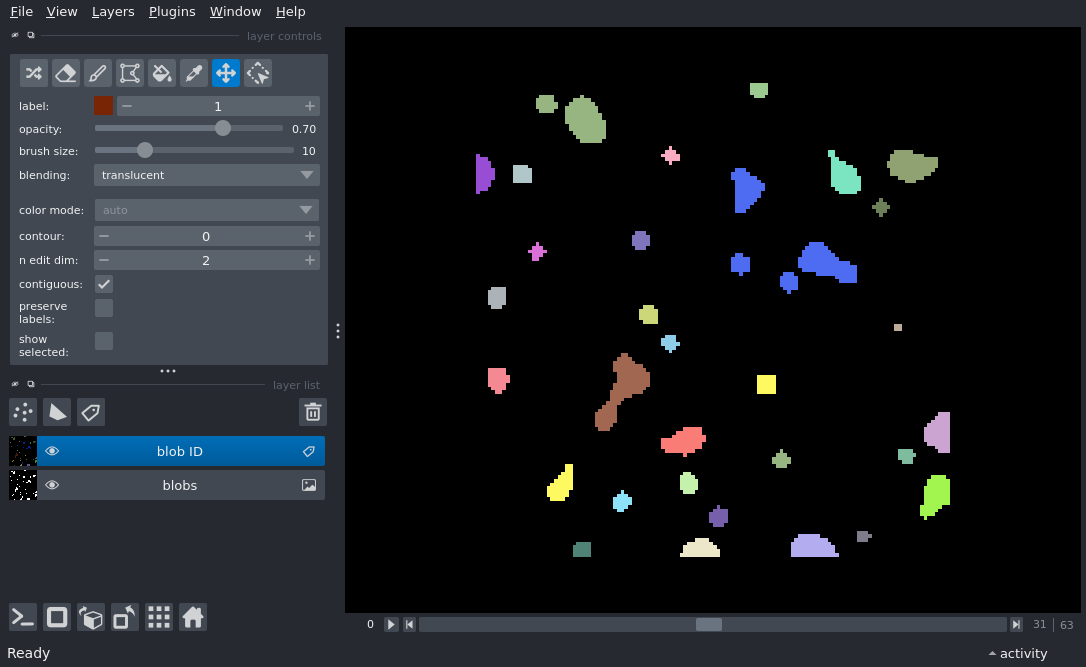 File View Layers Plugins Window Help
layer controls
label: 1
opacity: 0.70
brush size: 10
blending: translucent
color mode: auto
contour: 0
n edit dim: 2
contiguous:
preserve
labels:
show
selected:
layer list
blob ID
blobs
0 31 63
Ready activity